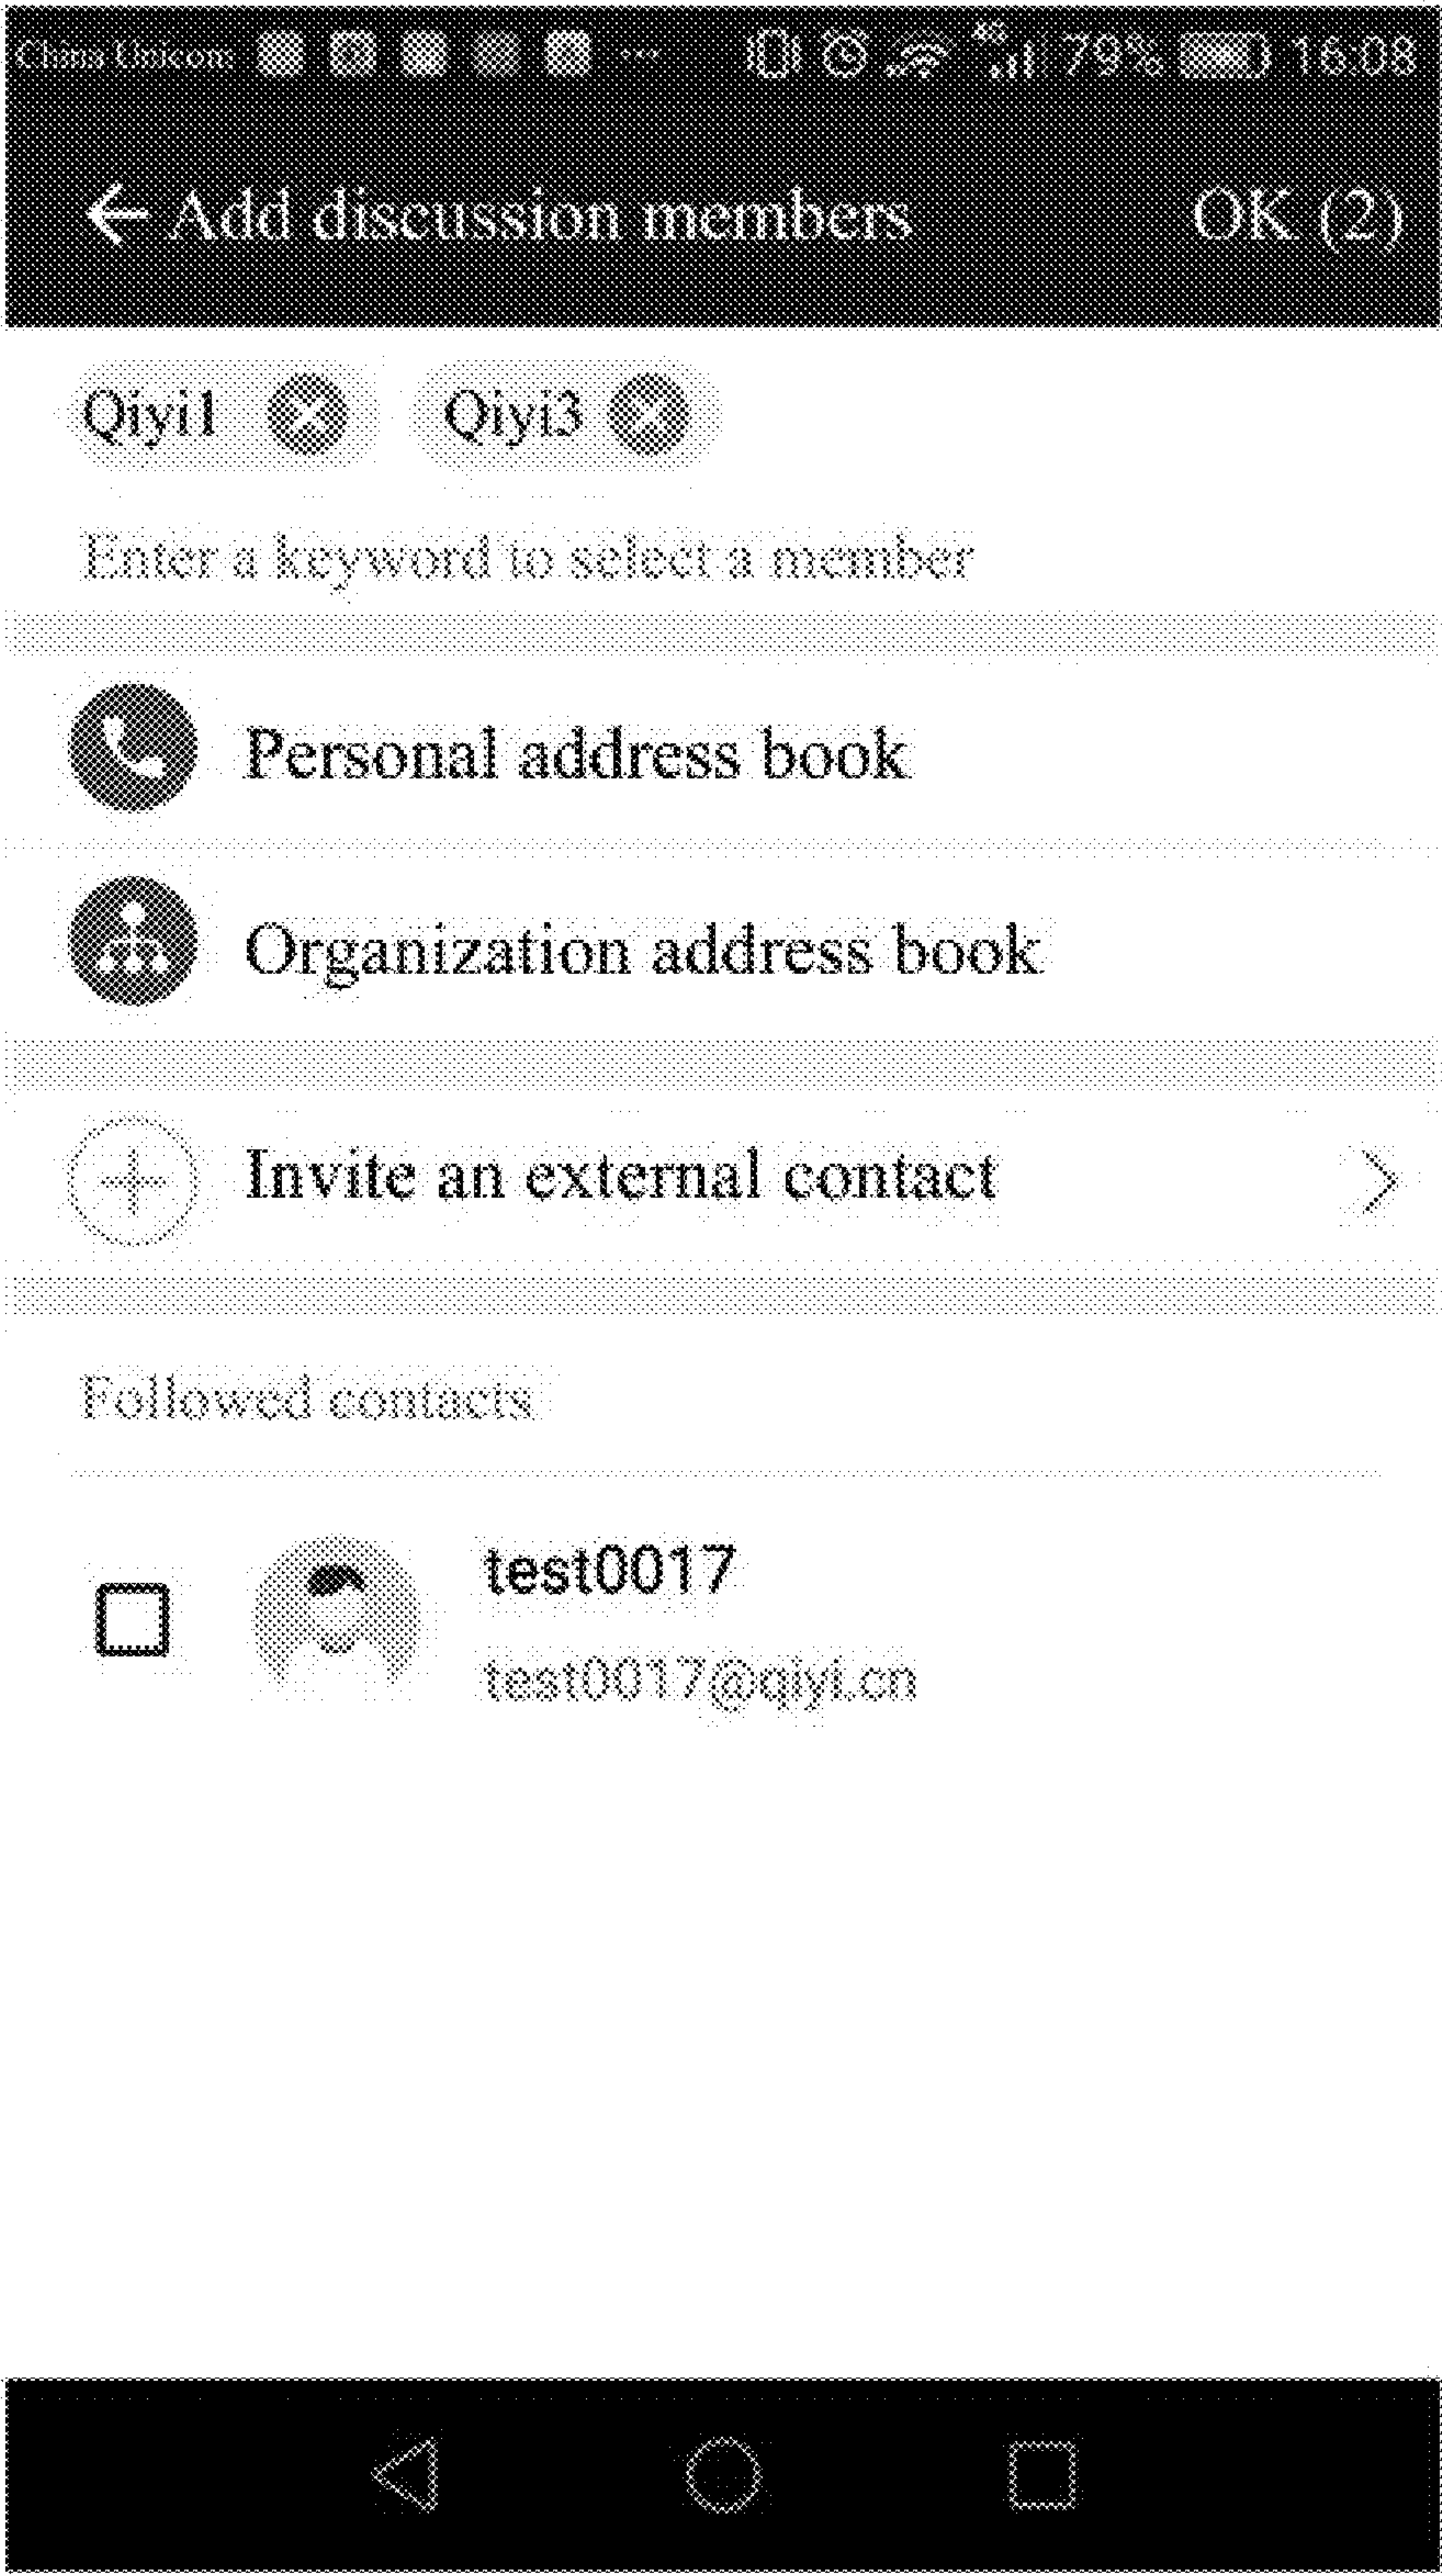 China Unicom ... 4G 79% 16:08
Add discussion members OK (2)
Qiyi1 Qiyi3
Enter a keyword to select a member
Personal address book
Organization address book
Invite an external contact
Followed contacts
test0017
test0017@qiyi.cn